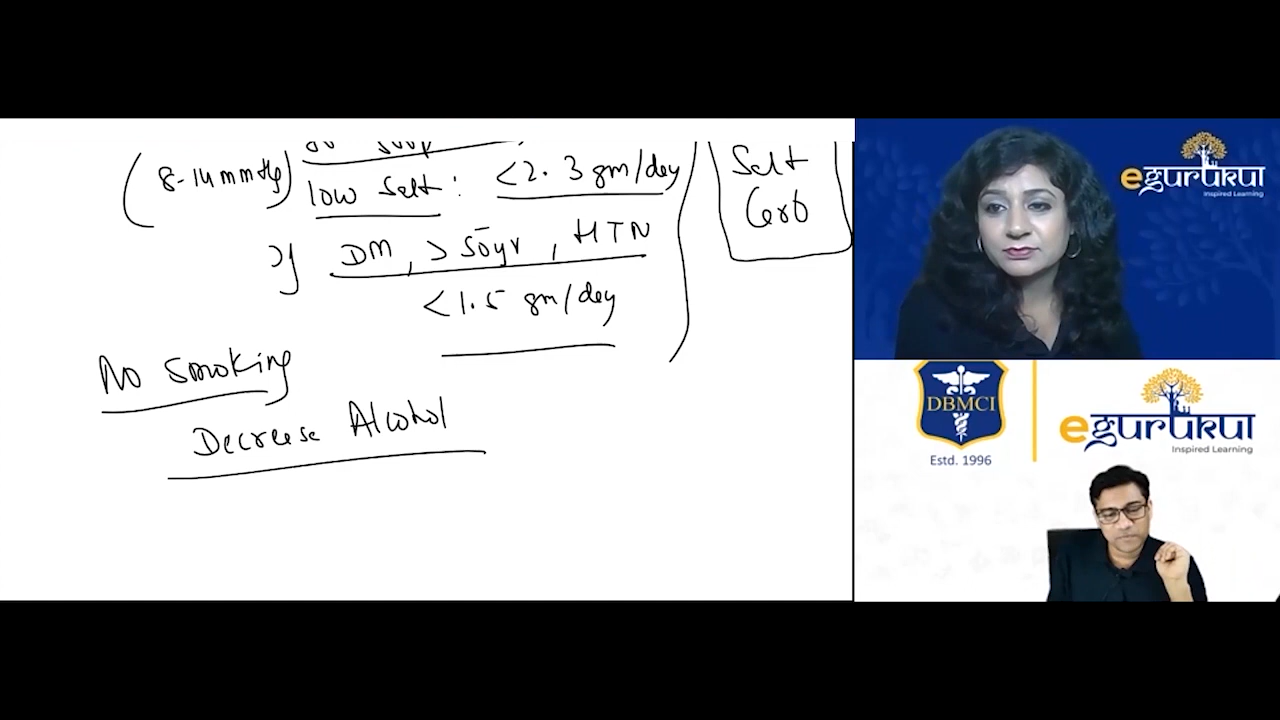 (8-14 mmHg)
low Salt : <2.3 gm/day
If DM, > 50yr, HTN
<1.5 gm/day
No Smoking
Decrease Alcohol
Salt
Carb
egurukul
Inspired Learning
DBMCI
Estd. 1996
egurukul
Inspired Learning